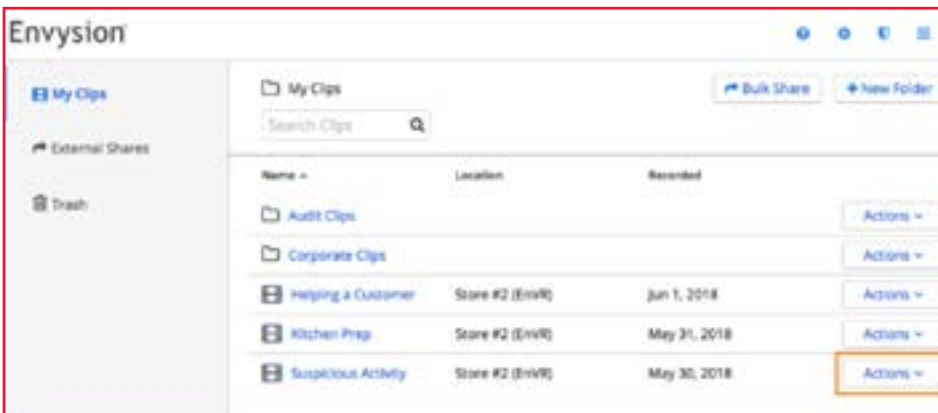 Envysion
My Clips
External Shares
Trash
My Clips
Bulk Share
New Folder
Search Clips
Name
Location
Recorded
Audit Clips
Actions
Corporate Clips
Actions
Helping a Customer
Store #2 (EnVR)
Jun 1, 2018
Actions
Kitchen Prep
Store #2 (EnVR)
May 31, 2018
Actions
Suspicious Activity
Store #2 (EnVR)
May 30, 2018
Actions